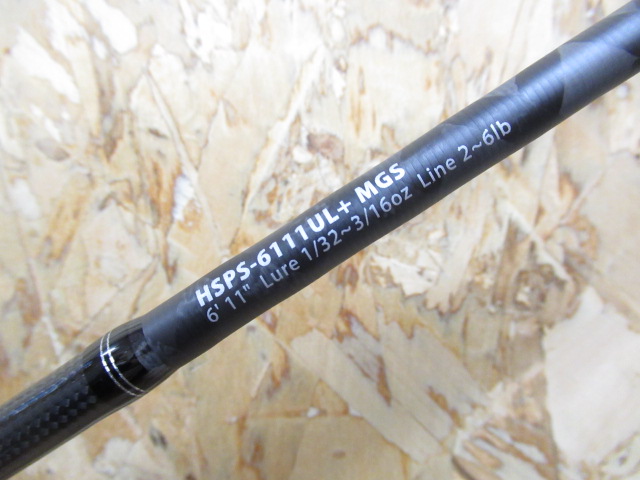 HSPS-6111UL+ MGS
6' 11" Lure 1/32~3/16oz Line 2~6lb